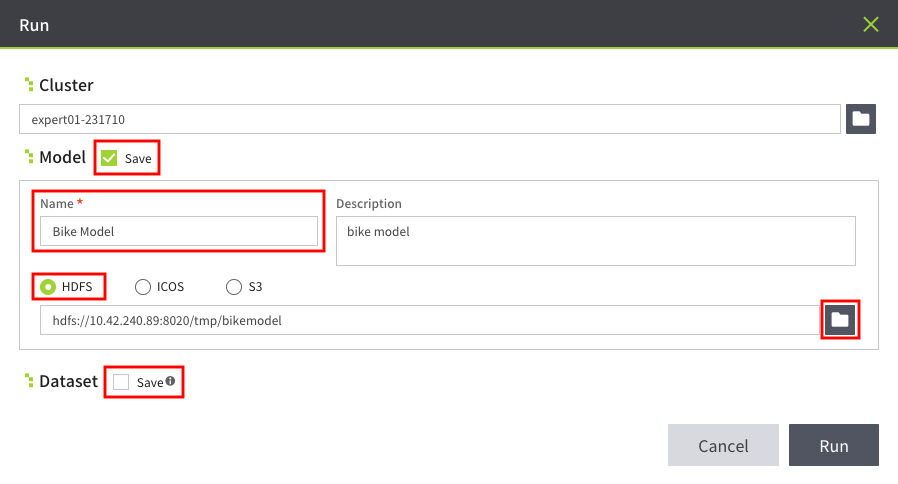 Run
Cluster
expert01-231710
Model Save
Name * Description
Bike Model bike model
HDFS ICOS S3
hdfs://10.42.240.89:8020/tmp/bikemodel
Dataset Save
Cancel Run